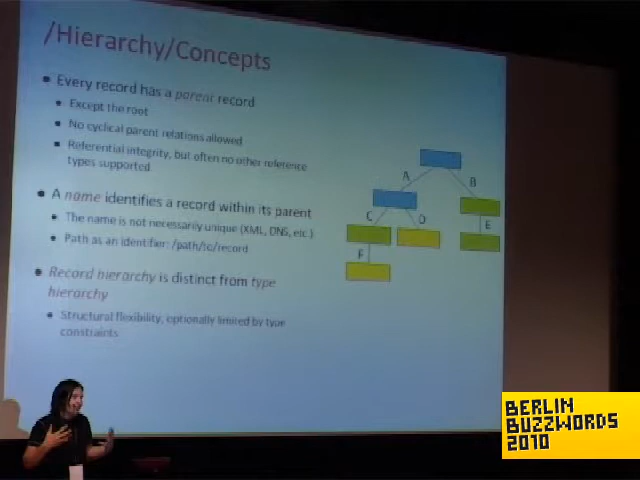 /Hierarchy/Concepts
Every record has a parent record
Except the root
No cyclical parent relations allowed
Referential integrity, but often no other reference
types supported
A name identifies a record within its parent
The name is not necessarily unique (XML, DNS, etc.)
Path as an identifier: /path/to/record
Record hierarchy is distinct from type
hierarchy
Structural flexibility, optionally limited by type
constraints
A B
C D E
F
BERLIN
BUZZWORDS
2010